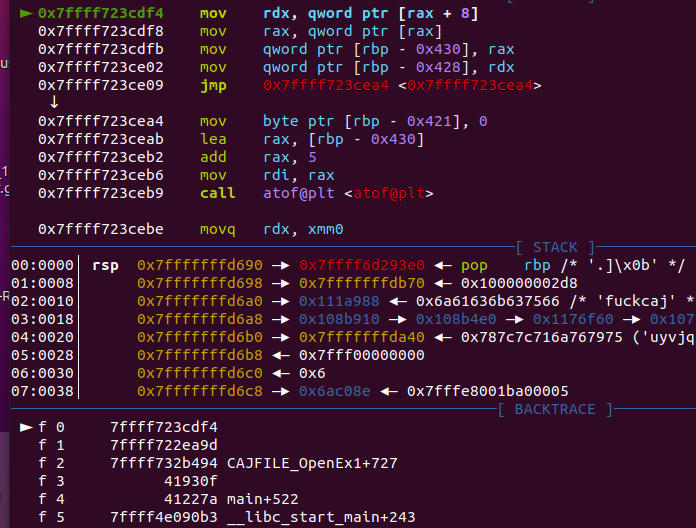 ► 0x7ffff723cdf4 mov rdx, qword ptr [rax + 8]
0x7ffff723cdf8 mov rax, qword ptr [rax]
0x7ffff723cdfb mov qword ptr [rbp - 0x430], rax
0x7ffff723ce02 mov qword ptr [rbp - 0x428], rdx
0x7ffff723ce09 jmp 0x7ffff723cea4 <0x7ffff723cea4>
↓
0x7ffff723cea4 mov byte ptr [rbp - 0x421], 0
0x7ffff723ceab lea rax, [rbp - 0x430]
0x7ffff723ceb2 add rax, 5
0x7ffff723ceb6 mov rdi, rax
0x7ffff723ceb9 call atof@plt <atof@plt>
0x7ffff723cebe movq rdx, xmm0
[ STACK ]
00:0000│ rsp 0x7fffffffd690 —► 0x7ffff6d293e0 ◄— pop rbp /* '.]\x0b' */
01:0008│ 0x7fffffffd698 —► 0x7fffffffdb70 ◄— 0x100000002d8
02:0010│ 0x7fffffffd6a0 —► 0x111a988 ◄— 0x6a61636b637566 /* 'fuckcaj' *
03:0018│ 0x7fffffffd6a8 —► 0x108b910 —► 0x108b4e0 —► 0x1176f60 —► 0x107
04:0020│ 0x7fffffffd6b0 —► 0x7fffffffda40 ◄— 0x787c7c716a767975 ('uyvjq
05:0028│ 0x7fffffffd6b8 ◄— 0x7fff00000000
06:0030│ 0x7fffffffd6c0 ◄— 0x6
07:0038│ 0x7fffffffd6c8 —► 0x6ac08e ◄— 0x7fffe8001ba00005
[ BACKTRACE ]
► f 0 7ffff723cdf4
f 1 7ffff722ea9d
f 2 7ffff732b494 CAJFILE_OpenEx1+727
f 3 41930f
f 4 41227a main+522
f 5 7ffff4e090b3 __libc_start_main+243